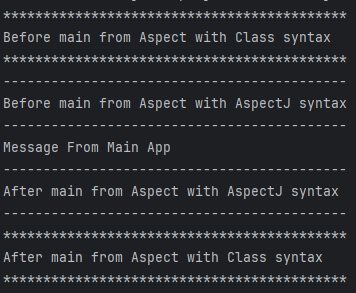 *******************************************
Before main from Aspect with Class syntax
*******************************************
-------------------------------------------
Before main from Aspect with AspectJ syntax
-------------------------------------------
Message From Main App
-------------------------------------------
After main from Aspect with AspectJ syntax
-------------------------------------------
*******************************************
After main from Aspect with Class syntax
*******************************************